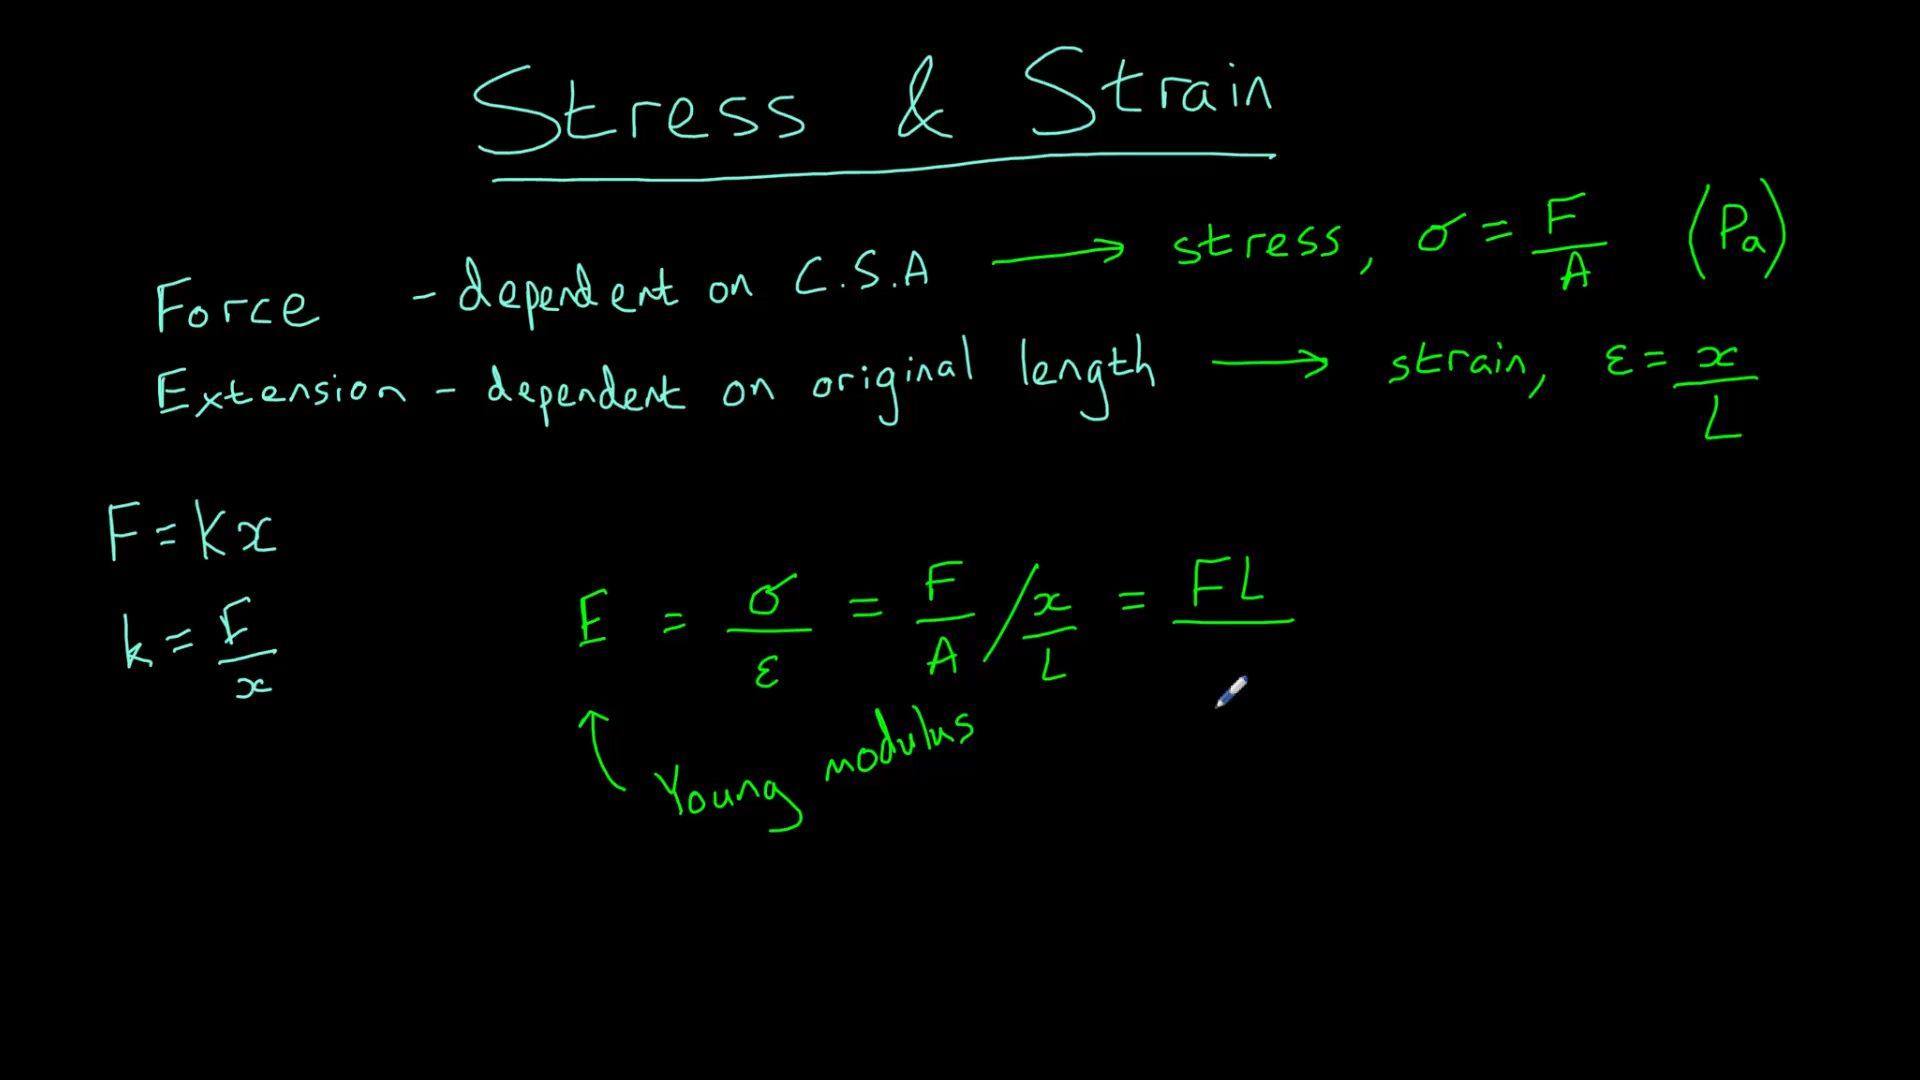 Stress & Strain
Force - dependent on C.S.A → stress, σ = F/A (Pa)
Extension - dependent on original length → strain, ε = x/L
F = kx
k = F/x
E = σ/ε = F/A / x/L = FL
Young modulus